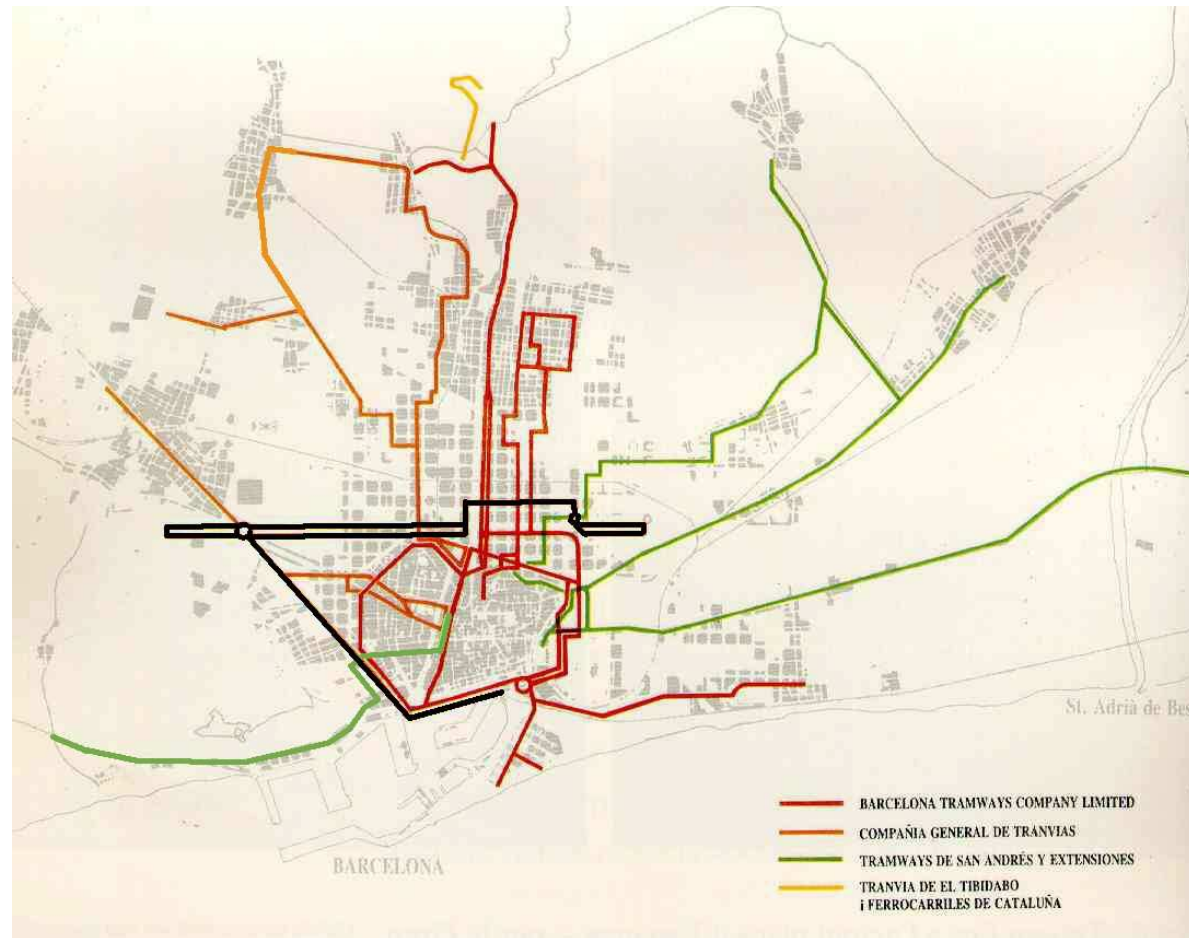 St. Adrià de Bes
BARCELONA TRAMWAYS COMPANY LIMITED
COMPAÑIA GENERAL DE TRANVIAS
TRAMWAYS DE SAN ANDRÉS Y EXTENSIONES
TRANVIA DE EL TIBIDABO
i FERROCARRILES DE CATALUÑA
BARCELONA